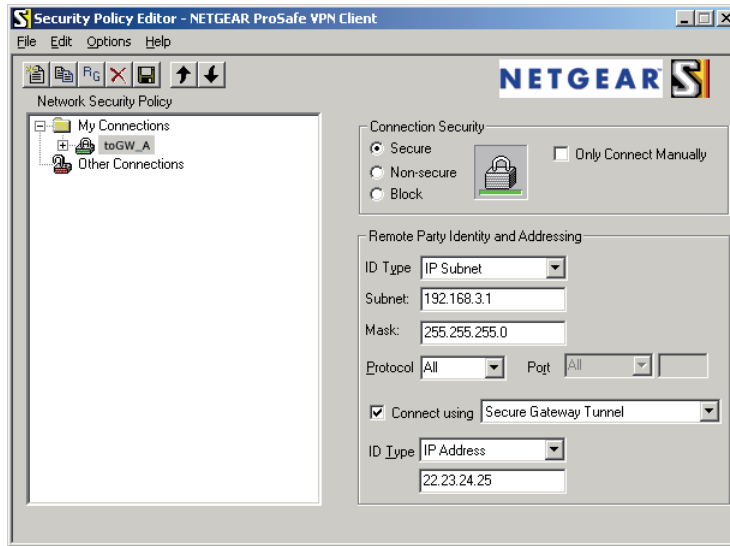 Security Policy Editor - NETGEAR ProSafe VPN Client
File Edit Options Help
RG
NETGEAR S
Network Security Policy
My Connections
toGW_A
Other Connections
Connection Security
Secure
Non-secure
Block
Only Connect Manually
Remote Party Identity and Addressing
ID Type IP Subnet
Subnet: 192.168.3.1
Mask: 255.255.255.0
Protocol All Port All
Connect using Secure Gateway Tunnel
ID Type IP Address
22.23.24.25